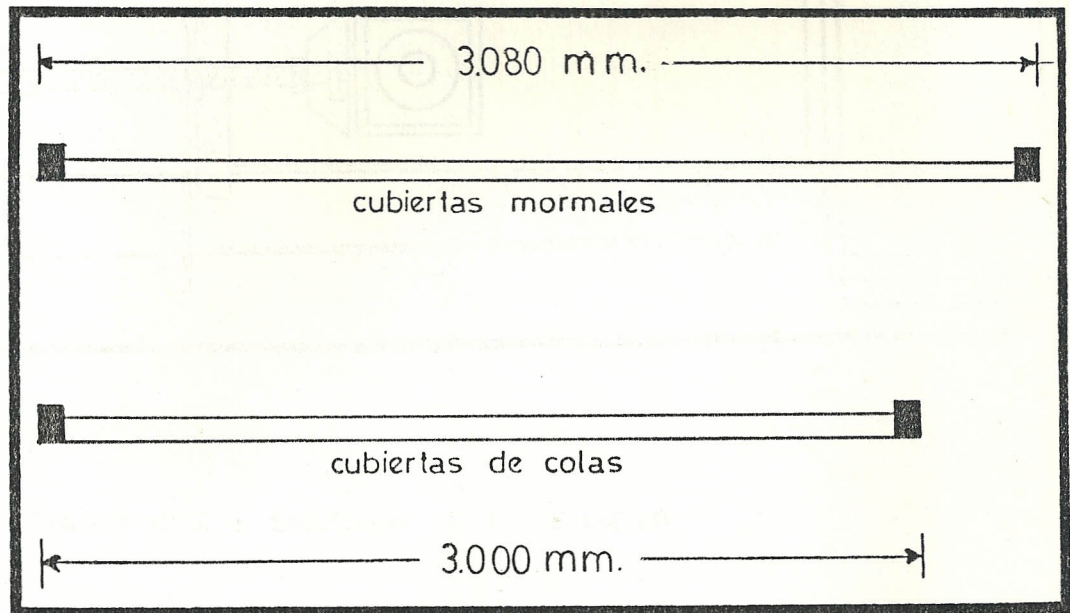 3.080 mm.
cubiertas mormales
cubiertas de colas
3.000 mm.